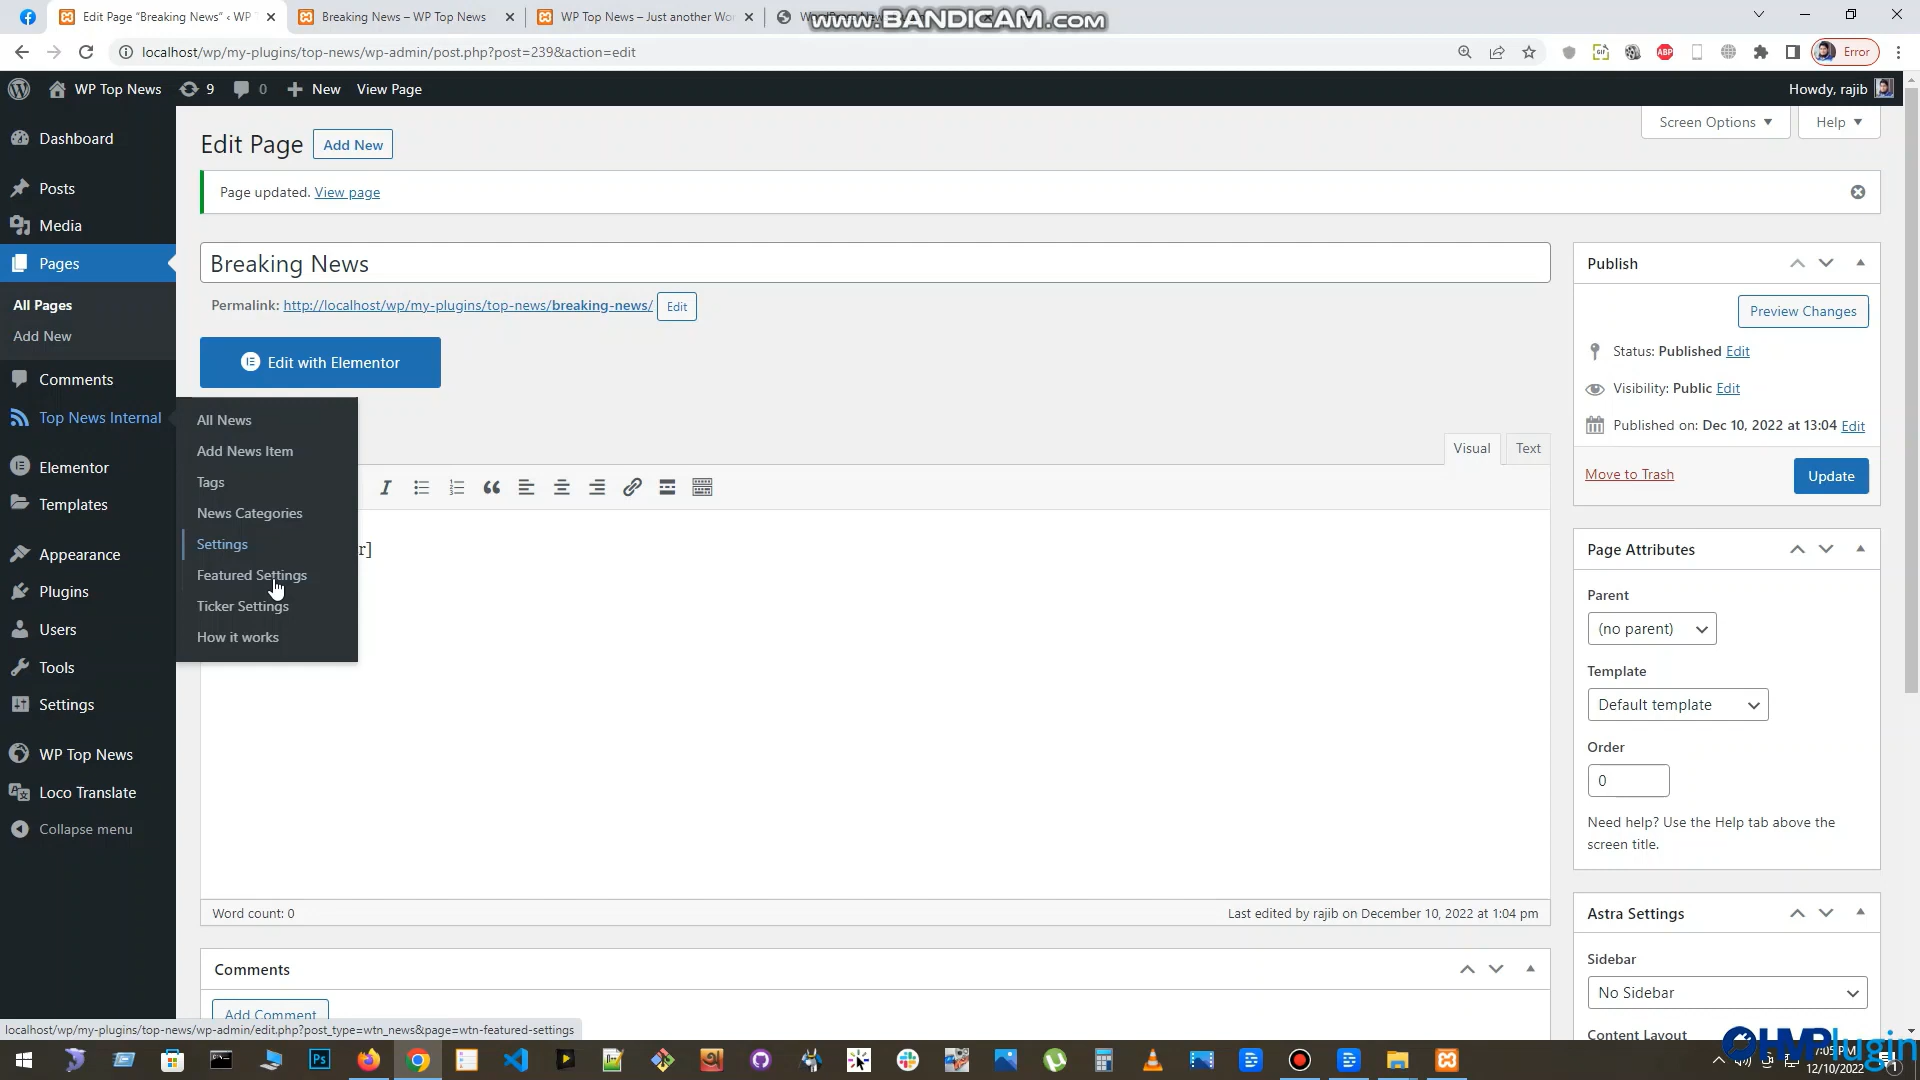 Edit Page “Breaking News” ‹ WP
Breaking News – WP Top News
WP Top News – Just another Wor
www.BANDICAM.com
localhost/wp/my-plugins/top-news/wp-admin/post.php?post=239&action=edit
Error
WP Top News
9
0
New
View Page
Howdy, rajib
Dashboard
Posts
Media
Pages
All Pages
Add New
Comments
Top News Internal
Elementor
Templates
Appearance
Plugins
Users
Tools
Settings
WP Top News
Loco Translate
Collapse menu
All News
Add News Item
Tags
News Categories
Settings
Featured Settings
Ticker Settings
How it works
Screen Options
Help
Edit Page
Add New
Page updated. View page
Breaking News
Permalink: http://localhost/wp/my-plugins/top-news/breaking-news/ Edit
Edit with Elementor
Visual
Text
r]
Word count: 0
Last edited by rajib on December 10, 2022 at 1:04 pm
Comments
Add Comment
Publish
Preview Changes
Status: Published Edit
Visibility: Public Edit
Published on: Dec 10, 2022 at 13:04 Edit
Move to Trash
Update
Page Attributes
Parent
(no parent)
Template
Default template
Order
0
Need help? Use the Help tab above the
screen title.
Astra Settings
Sidebar
No Sidebar
Content Layout
localhost/wp/my-plugins/top-news/wp-admin/edit.php?post_type=wtn_news&page=wtn-featured-settings
HMPlugin
7:05 PM
12/10/2022
1